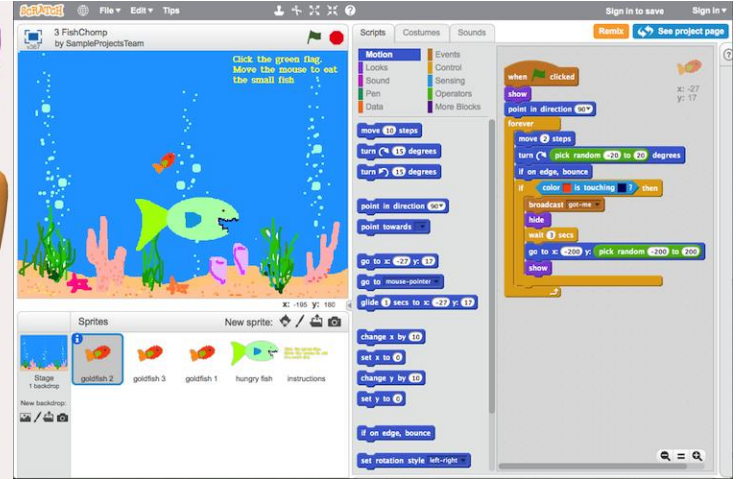 SCRATCH File▼ Edit▼ Tips Sign in to save Sign in▼
v367
3 FishChomp
by SampleProjectsTeam
Click the green flag.
Move the mouse to eat
the small fish
x: -195 y: 180
Sprites New sprite:
Stage
1 backdrop
New backdrop:
goldfish 2
goldfish 3
goldfish 1
hungry fish
instructions
Scripts Costumes Sounds
Remix See project page
Motion Events
Looks Control
Sound Sensing
Pen Operators
Data More Blocks
move 10 steps
turn 15 degrees
turn 15 degrees
point in direction 90▼
point towards
go to x: -27 y: 17
go to mouse-pointer
glide 1 secs to x: -27 y: 17
change x by 10
set x to 0
change y by 10
set y to 0
if on edge, bounce
set rotation style left-right
x: -27
y: 17
when clicked
show
point in direction 90▼
forever
move 2 steps
turn pick random -20 to 20 degrees
if on edge, bounce
if color is touching ? then
broadcast got-me
hide
wait 3 secs
go to x: -200 y: pick random -200 to 200
show